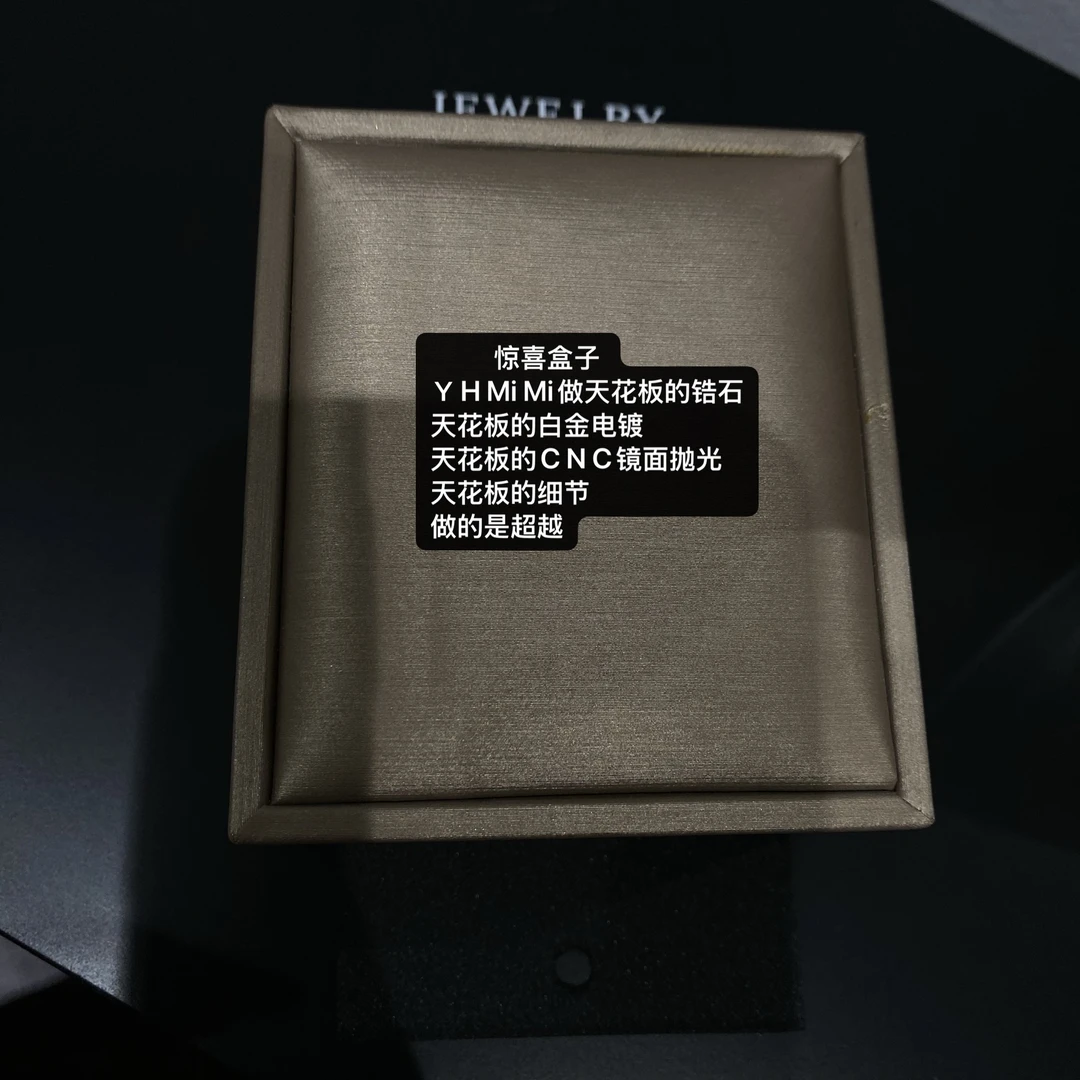 JEWELRY
惊喜盒子
YHMiMi做天花板的锆石
天花板的白金电镀
天花板的CNC镜面抛光
天花板的细节
做的是超越